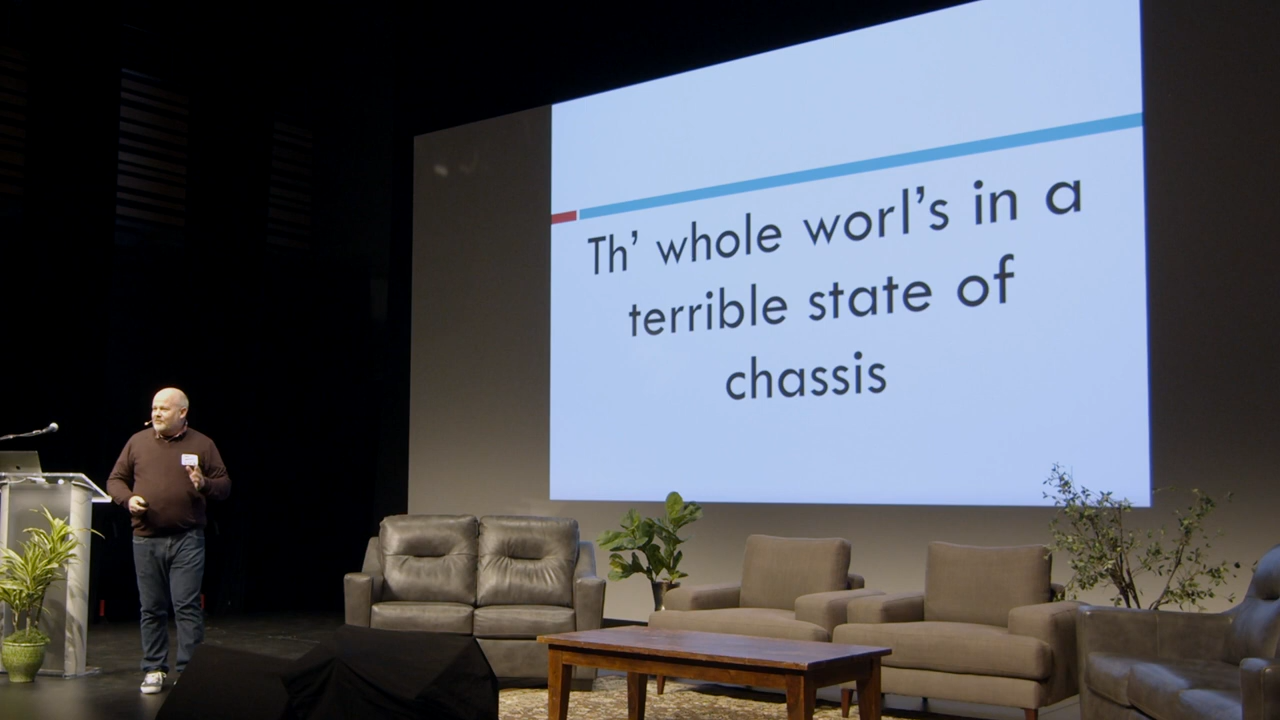 Th’ whole worl’s in a
terrible state of
chassis